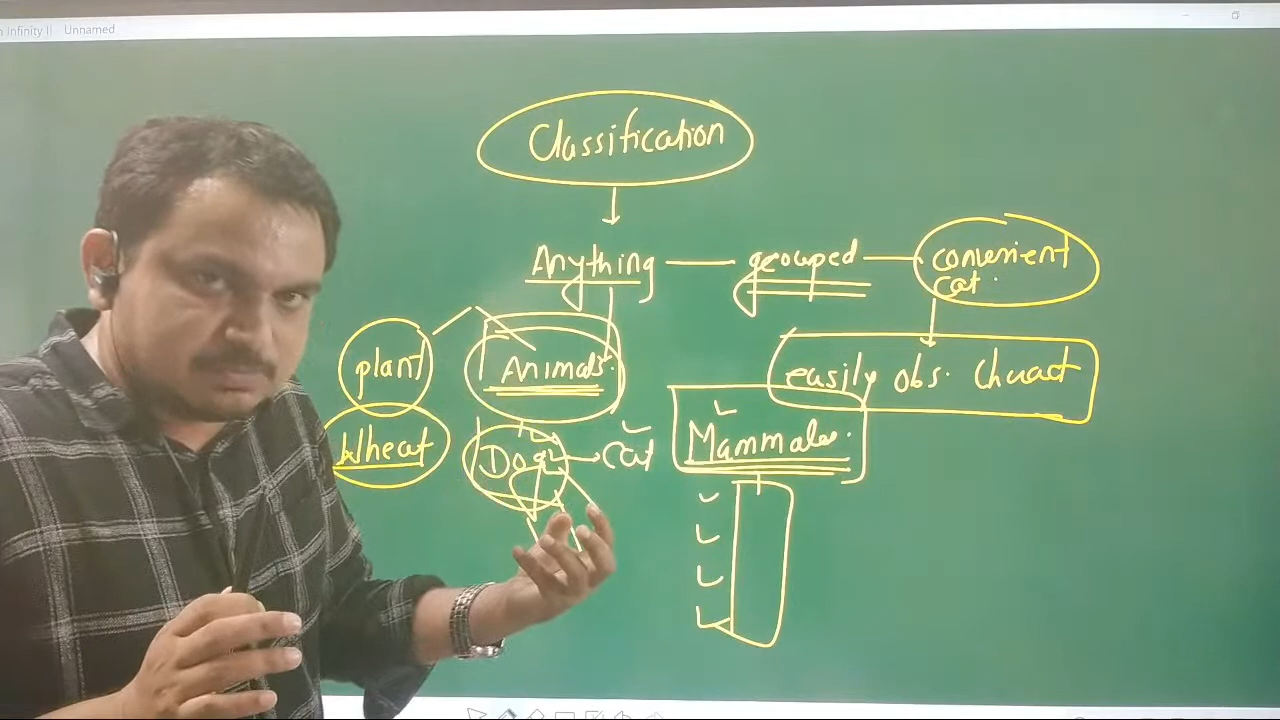 Infinity II Unnamed
Classification
Anything grouped convenient
cat.
plant Animals. easily obs. Charact
Wheat Dog Cat Mammals.